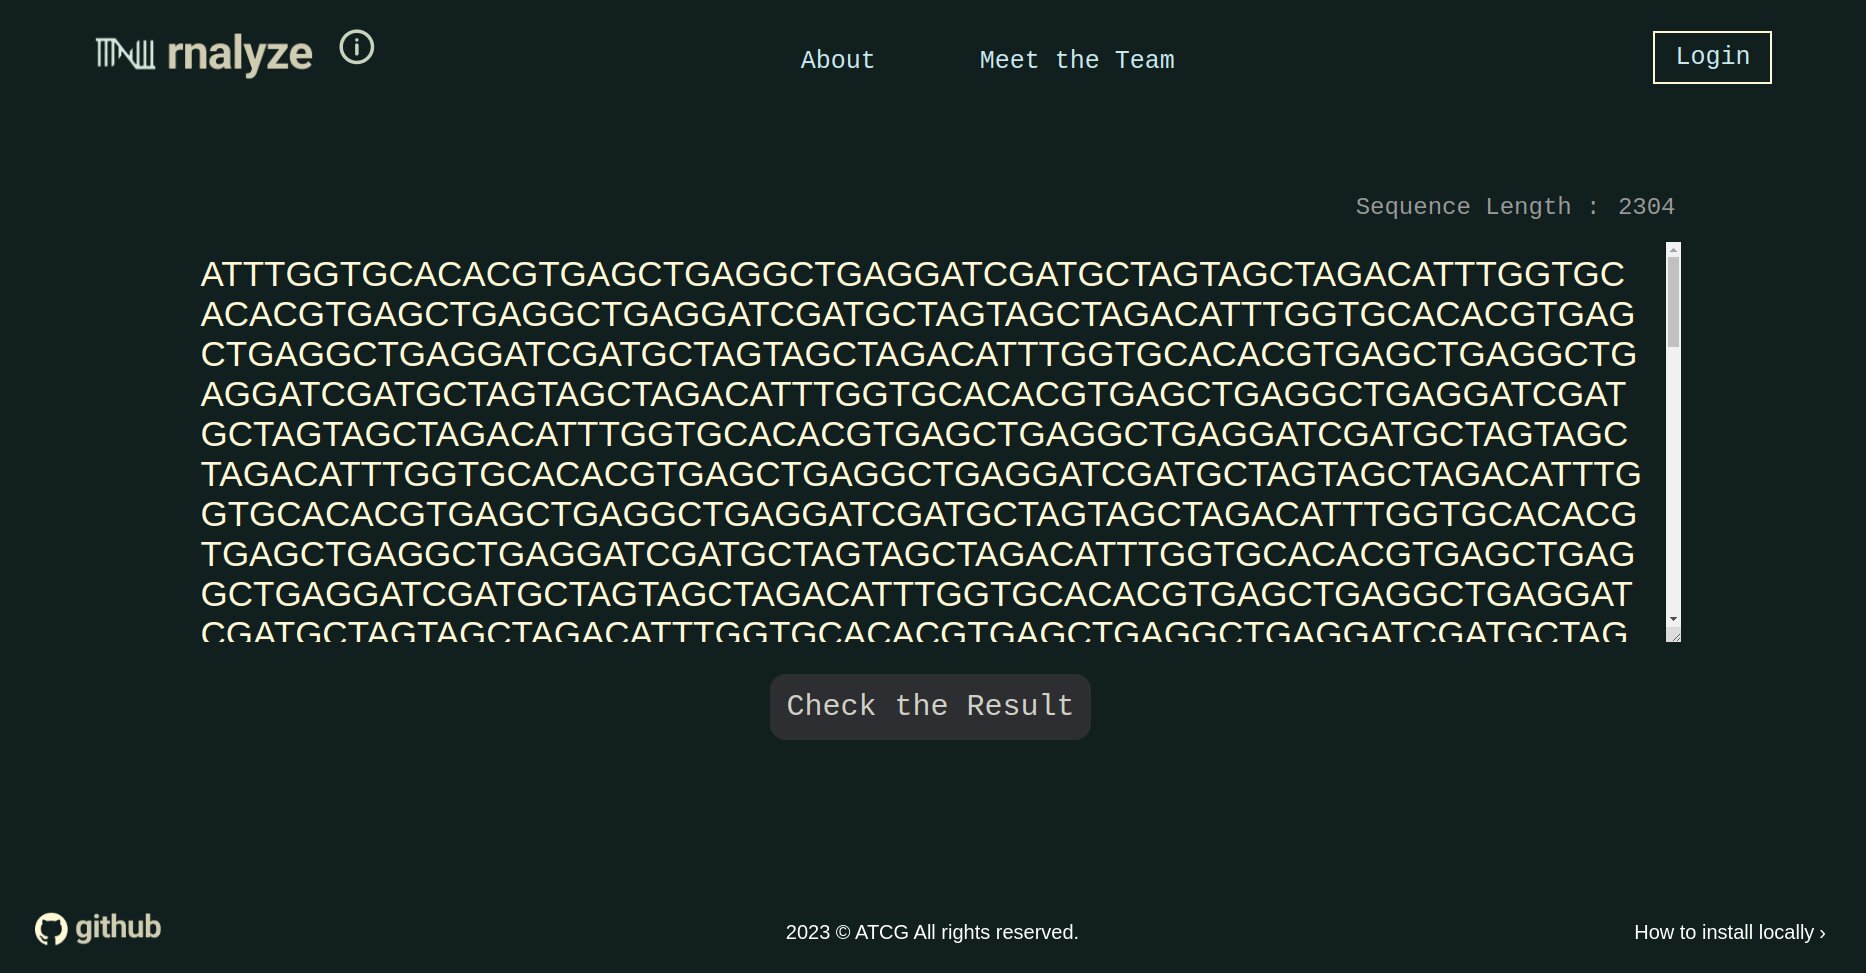 rnalyze
About
Meet the Team
Login
Sequence Length : 2304
ATTTGGTGCACACGTGAGCTGAGGCTGAGGATCGATGCTAGTAGCTAGACATTTGGTGC
ACACGTGAGCTGAGGCTGAGGATCGATGCTAGTAGCTAGACATTTGGTGCACACGTGAG
CTGAGGCTGAGGATCGATGCTAGTAGCTAGACATTTGGTGCACACGTGAGCTGAGGCTG
AGGATCGATGCTAGTAGCTAGACATTTGGTGCACACGTGAGCTGAGGCTGAGGATCGAT
GCTAGTAGCTAGACATTTGGTGCACACGTGAGCTGAGGCTGAGGATCGATGCTAGTAGC
TAGACATTTGGTGCACACGTGAGCTGAGGCTGAGGATCGATGCTAGTAGCTAGACATTTG
GTGCACACGTGAGCTGAGGCTGAGGATCGATGCTAGTAGCTAGACATTTGGTGCACACG
TGAGCTGAGGCTGAGGATCGATGCTAGTAGCTAGACATTTGGTGCACACGTGAGCTGAG
GCTGAGGATCGATGCTAGTAGCTAGACATTTGGTGCACACGTGAGCTGAGGCTGAGGAT
CGATGCTAGTAGCTAGACATTTGGTGCACACGTGAGCTGAGGCTGAGGATCGATGCTAG
Check the Result
github
2023 © ATCG All rights reserved.
How to install locally ›